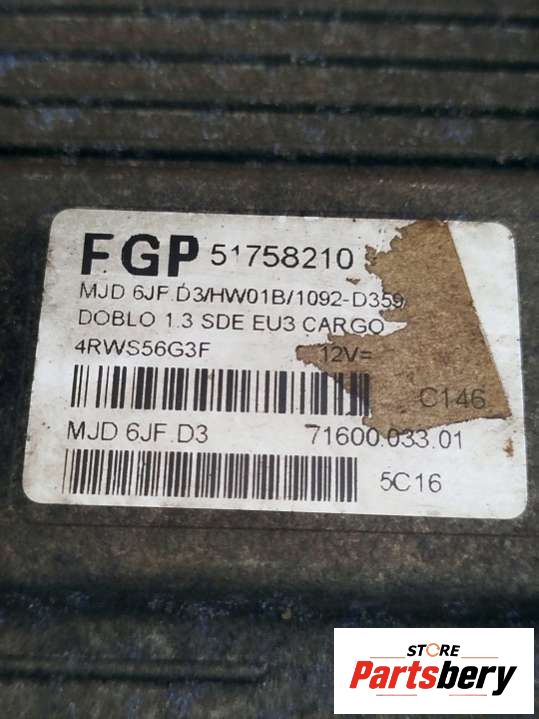 FGP 51758210
MJD 6JF.D3/HW01B/1092-D359
DOBLO 1.3 SDE EU3 CARGO
4RWS56G3F 12V=
C146
MJD 6JF.D3 71600.033.01
5C16
STORE
Partsbery